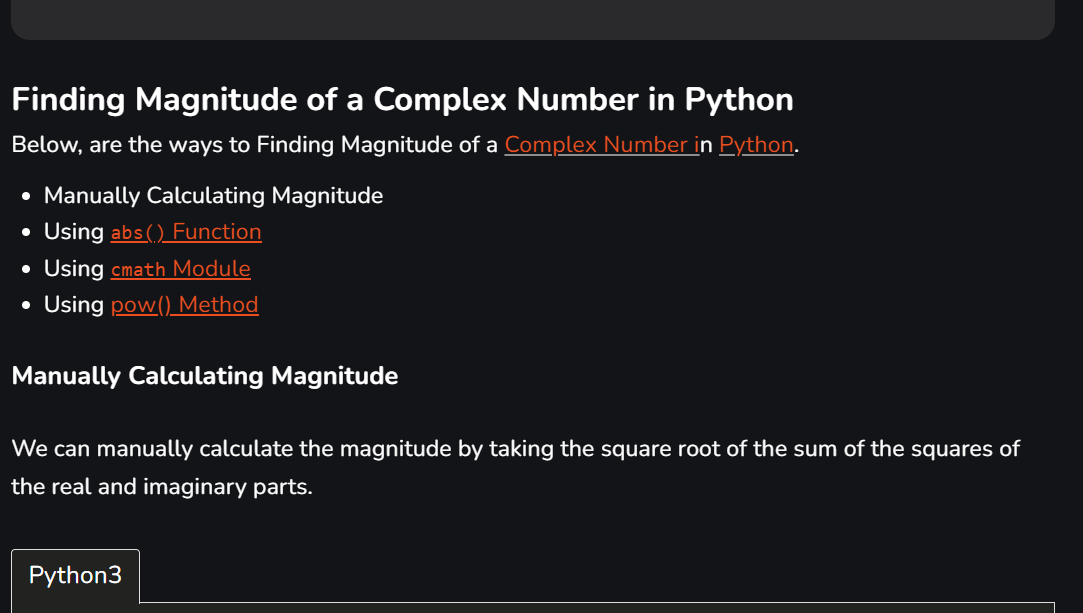 Finding Magnitude of a Complex Number in Python
Below, are the ways to Finding Magnitude of a Complex Number in Python.
Manually Calculating Magnitude
Using abs() Function
Using cmath Module
Using pow() Method
Manually Calculating Magnitude
We can manually calculate the magnitude by taking the square root of the sum of the squares of
the real and imaginary parts.
Python3